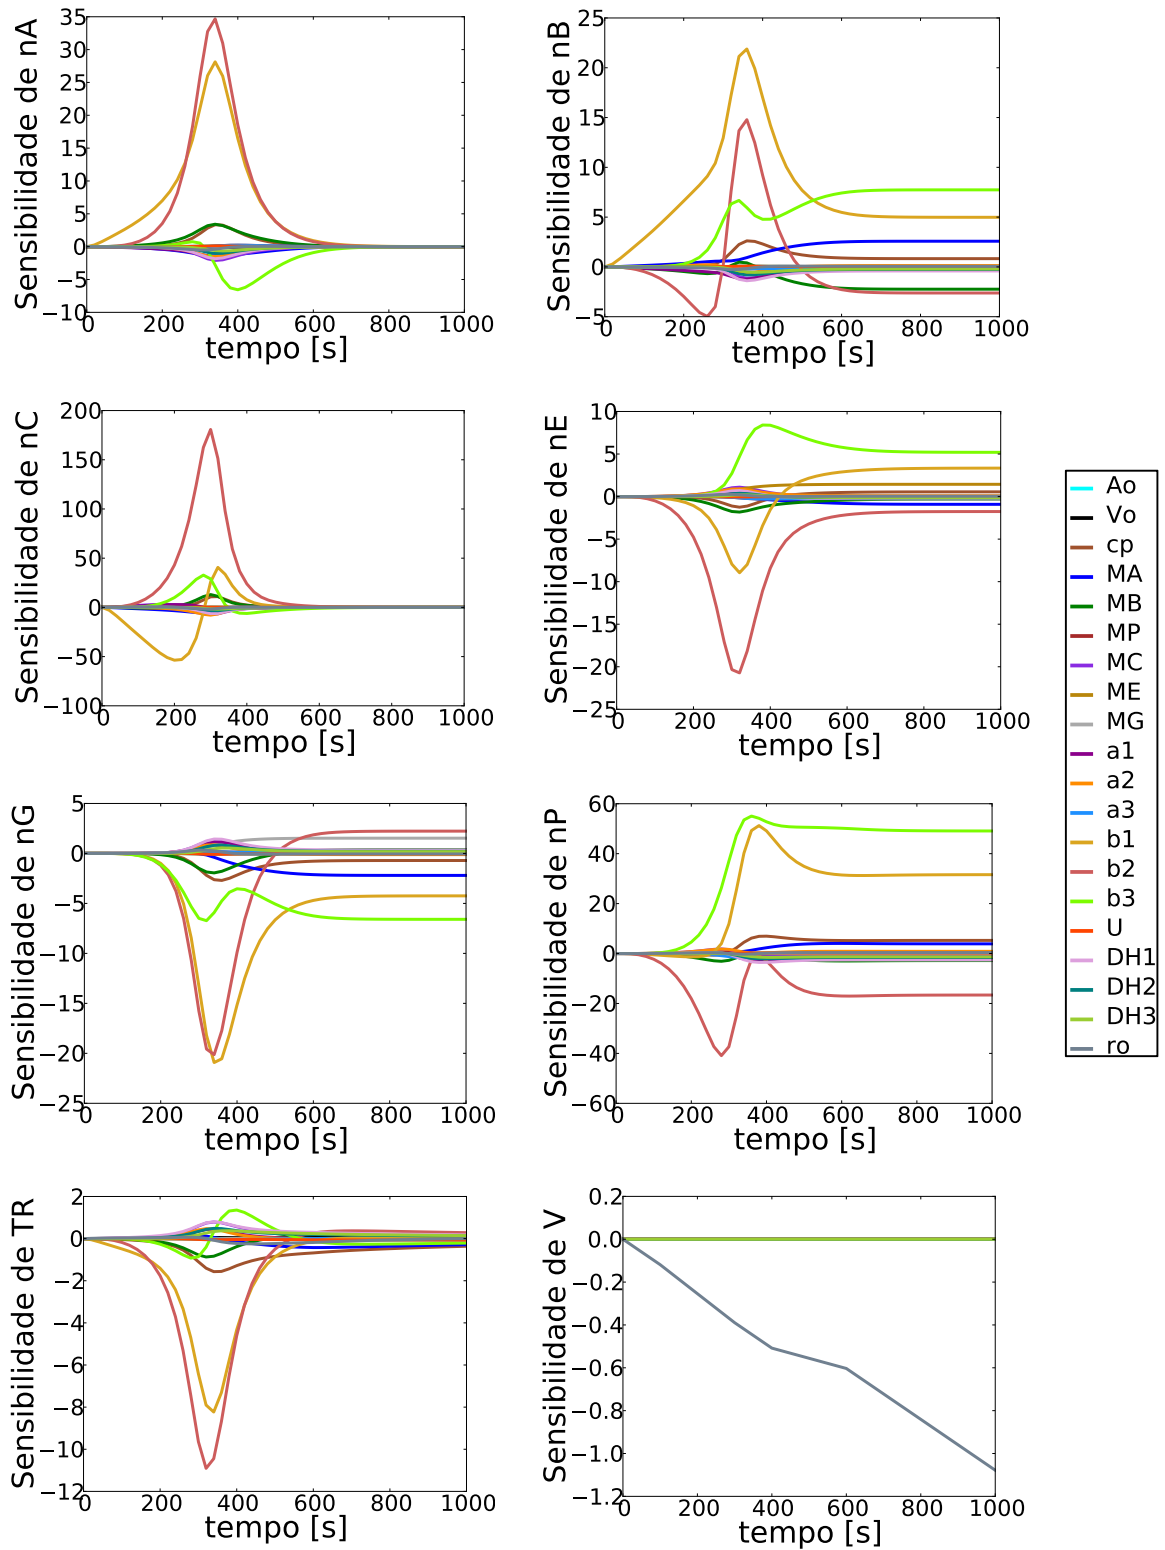 Sensibilidade de nA
35
30
25
20
15
10
5
0
−5
−10
0 200 400 600 800 1000
tempo [s]
Sensibilidade de nB
25
20
15
10
5
0
−5
0 200 400 600 800 1000
tempo [s]
Sensibilidade de nC
200
150
100
50
0
−50
−100
0 200 400 600 800 1000
tempo [s]
Sensibilidade de nE
10
5
0
−5
−10
−15
−20
−25
0 200 400 600 800 1000
tempo [s]
Ao
Vo
cp
MA
MB
MP
MC
ME
MG
a1
a2
a3
b1
b2
b3
U
DH1
DH2
DH3
ro
Sensibilidade de nG
5
0
−5
−10
−15
−20
−25
0 200 400 600 800 1000
tempo [s]
Sensibilidade de nP
60
40
20
0
−20
−40
−60
0 200 400 600 800 1000
tempo [s]
Sensibilidade de TR
2
0
−2
−4
−6
−8
−10
−12
0 200 400 600 800 1000
tempo [s]
Sensibilidade de V
0.2
0.0
−0.2
−0.4
−0.6
−0.8
−1.0
−1.2
0 200 400 600 800 1000
tempo [s]